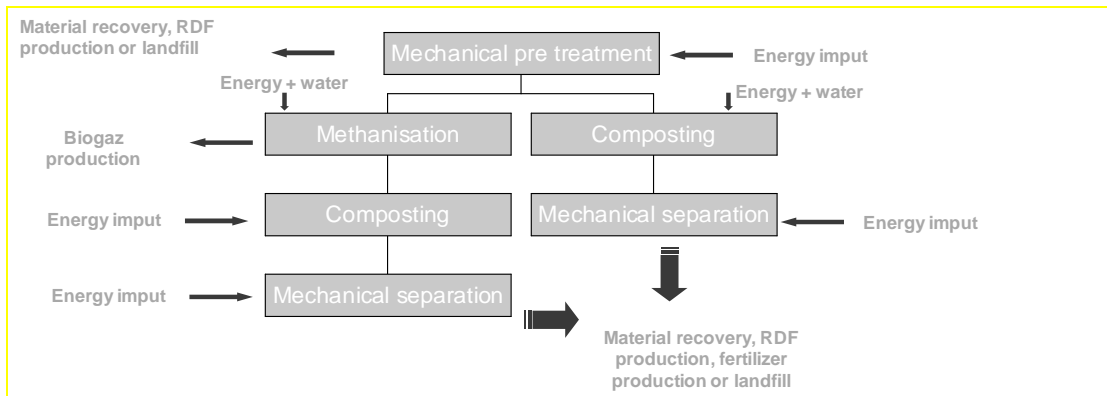 Material recovery, RDF
production or landfill
Mechanical pre treatment
Energy imput
Energy + water
Energy + water
Methanisation
Composting
Biogaz
production
Energy imput
Composting
Mechanical separation
Energy imput
Energy imput
Mechanical separation
Material recovery, RDF
production, fertilizer
production or landfill